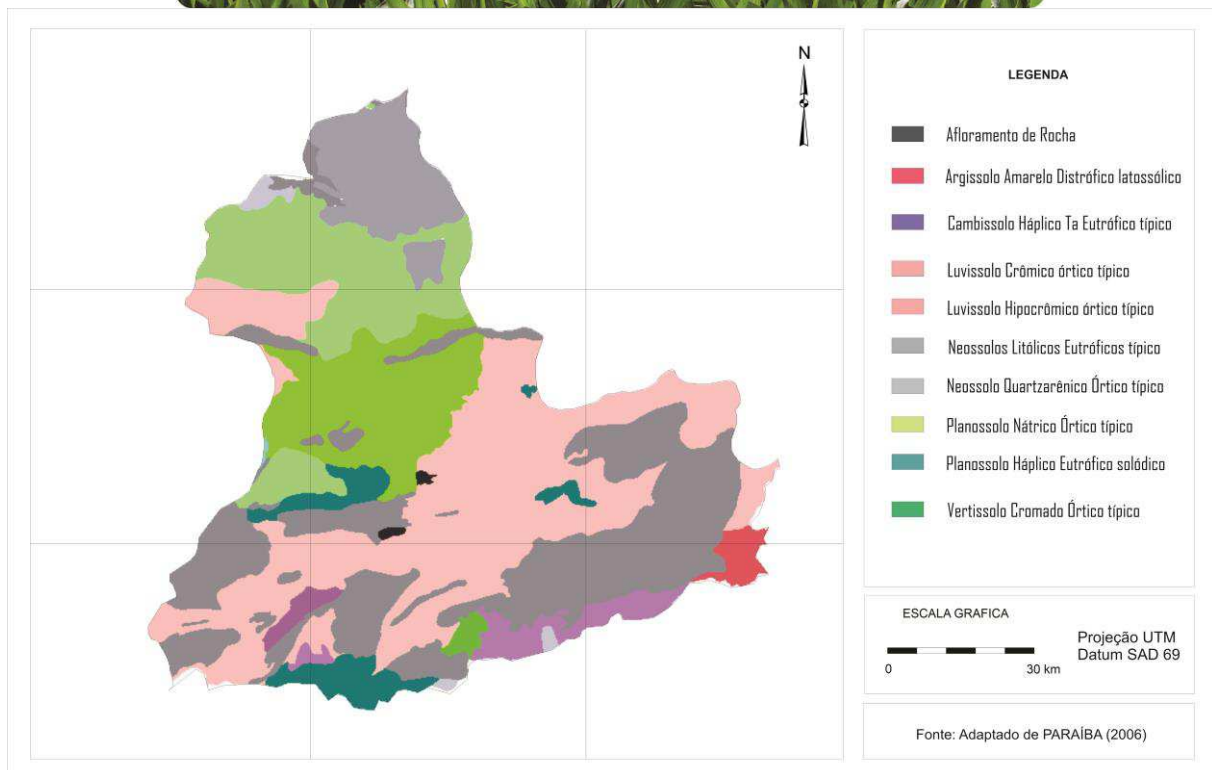 N
LEGENDA
Afloramento de Rocha
Argissolo Amarelo Distrófico latossólico
Cambissolo Háplico Ta Eutrófico típico
Luvissolo Crômico órtico típico
Luvissolo Hipocrômico órtico típico
Neossolos Litólicos Eutróficos típico
Neossolo Quartzarênico Órtico típico
Planossolo Nátrico Órtico típico
Planossolo Háplico Eutrófico solódico
Vertissolo Cromado Órtico típico
ESCALA GRAFICA
0 30 km
Projeção UTM
Datum SAD 69
Fonte: Adaptado de PARAÍBA (2006)